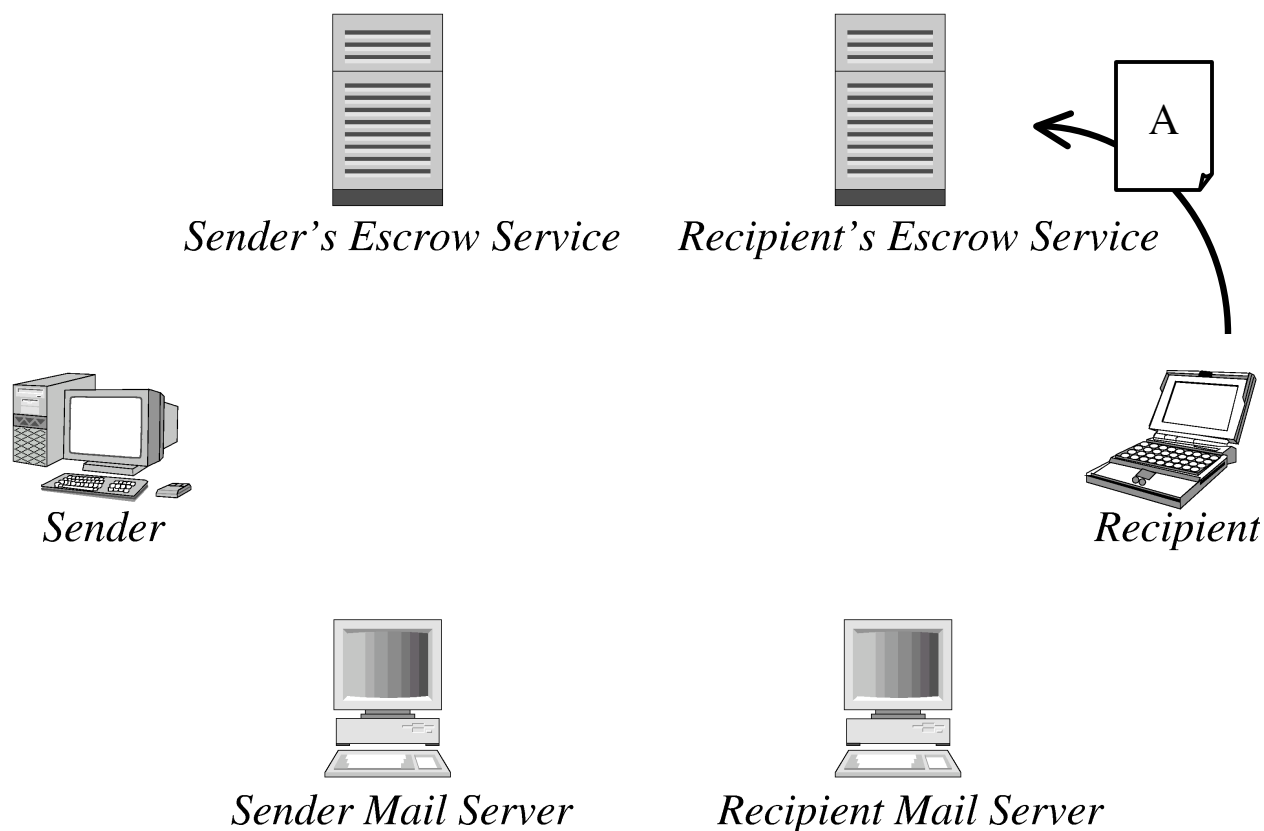 A
Sender’s Escrow Service
Recipient’s Escrow Service
Sender
Recipient
Sender Mail Server
Recipient Mail Server